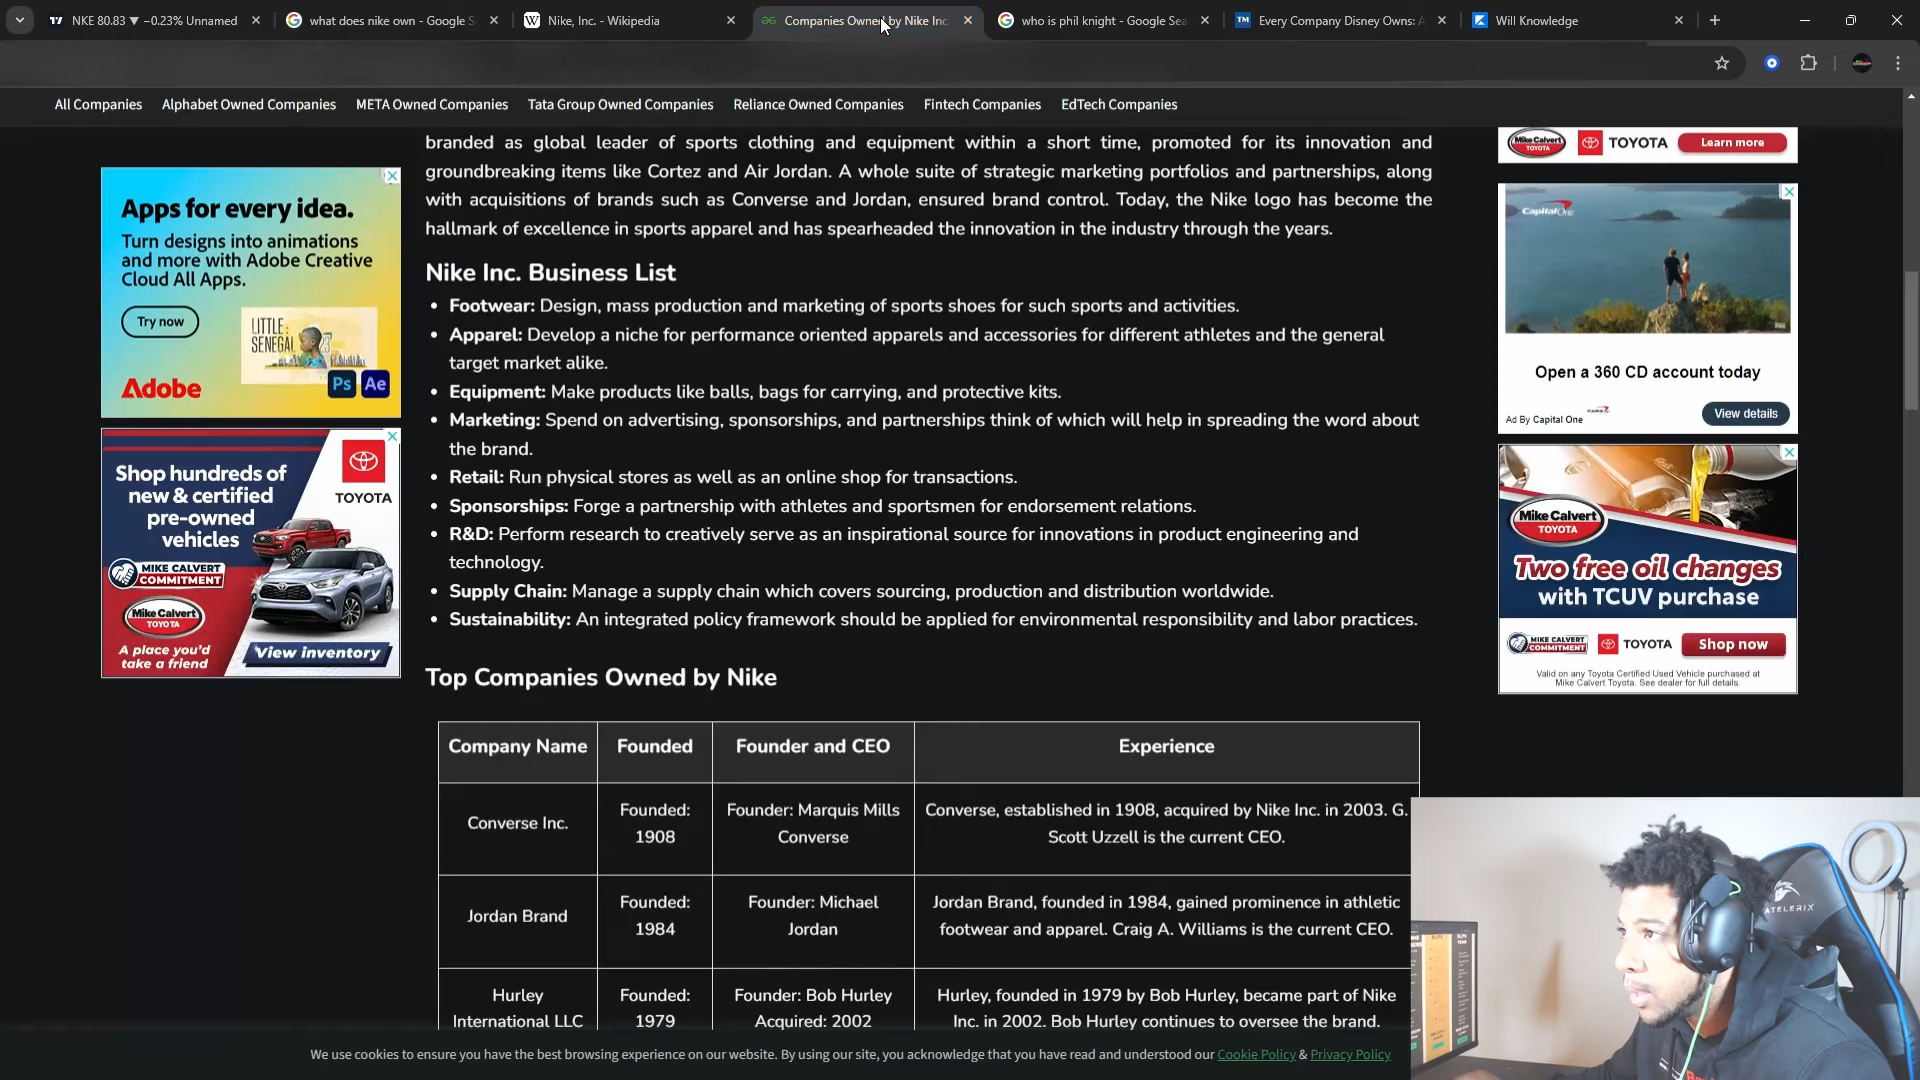 NKE 80.83 ▼ −0.23% Unnamed
what does nike own - Google S
Nike, Inc. - Wikipedia
Companies Owned by Nike Inc.
who is phil knight - Google Sea
Every Company Disney Owns: A
Will Knowledge
All Companies
Alphabet Owned Companies
META Owned Companies
Tata Group Owned Companies
Reliance Owned Companies
Fintech Companies
EdTech Companies
branded as global leader of sports clothing and equipment within a short time, promoted for its innovation and
groundbreaking items like Cortez and Air Jordan. A whole suite of strategic marketing portfolios and partnerships, along
with acquisitions of brands such as Converse and Jordan, ensured brand control. Today, the Nike logo has become the
hallmark of excellence in sports apparel and has spearheaded the innovation in the industry through the years.
Nike Inc. Business List
• Footwear: Design, mass production and marketing of sports shoes for such sports and activities.
• Apparel: Develop a niche for performance oriented apparels and accessories for different athletes and the general
target market alike.
• Equipment: Make products like balls, bags for carrying, and protective kits.
• Marketing: Spend on advertising, sponsorships, and partnerships think of which will help in spreading the word about
the brand.
• Retail: Run physical stores as well as an online shop for transactions.
• Sponsorships: Forge a partnership with athletes and sportsmen for endorsement relations.
• R&D: Perform research to creatively serve as an inspirational source for innovations in product engineering and
technology.
• Supply Chain: Manage a supply chain which covers sourcing, production and distribution worldwide.
• Sustainability: An integrated policy framework should be applied for environmental responsibility and labor practices.
Top Companies Owned by Nike
Company Name
Founded
Founder and CEO
Experience
Converse Inc.
Founded:
1908
Founder: Marquis Mills
Converse
Converse, established in 1908, acquired by Nike Inc. in 2003. G.
Scott Uzzell is the current CEO.
Jordan Brand
Founded:
1984
Founder: Michael
Jordan
Jordan Brand, founded in 1984, gained prominence in athletic
footwear and apparel. Craig A. Williams is the current CEO.
Hurley
International LLC
Founded:
1979
Founder: Bob Hurley
Acquired: 2002
Hurley, founded in 1979 by Bob Hurley, became part of Nike
Inc. in 2002. Bob Hurley continues to oversee the brand.
Apps for every idea.
Turn designs into animations
and more with Adobe Creative
Cloud All Apps.
Try now
LITTLE
SENEGAL
Adobe
Ps
Ae
Shop hundreds of
new & certified
pre-owned
vehicles
TOYOTA
MIKE CALVERT
COMMITMENT
Mike Calvert
TOYOTA
A place you'd
take a friend
View inventory
Mike Calvert
TOYOTA
TOYOTA
Learn more
Capital One
Open a 360 CD account today
Ad By Capital One
View details
Mike Calvert
TOYOTA
Two free oil changes
with TCUV purchase
MIKE CALVERT
COMMITMENT
TOYOTA
Shop now
Valid on any Toyota Certified Used Vehicle purchased at
Mike Calvert Toyota. See dealer for full details.
We use cookies to ensure you have the best browsing experience on our website. By using our site, you acknowledge that you have read and understood our Cookie Policy & Privacy Policy